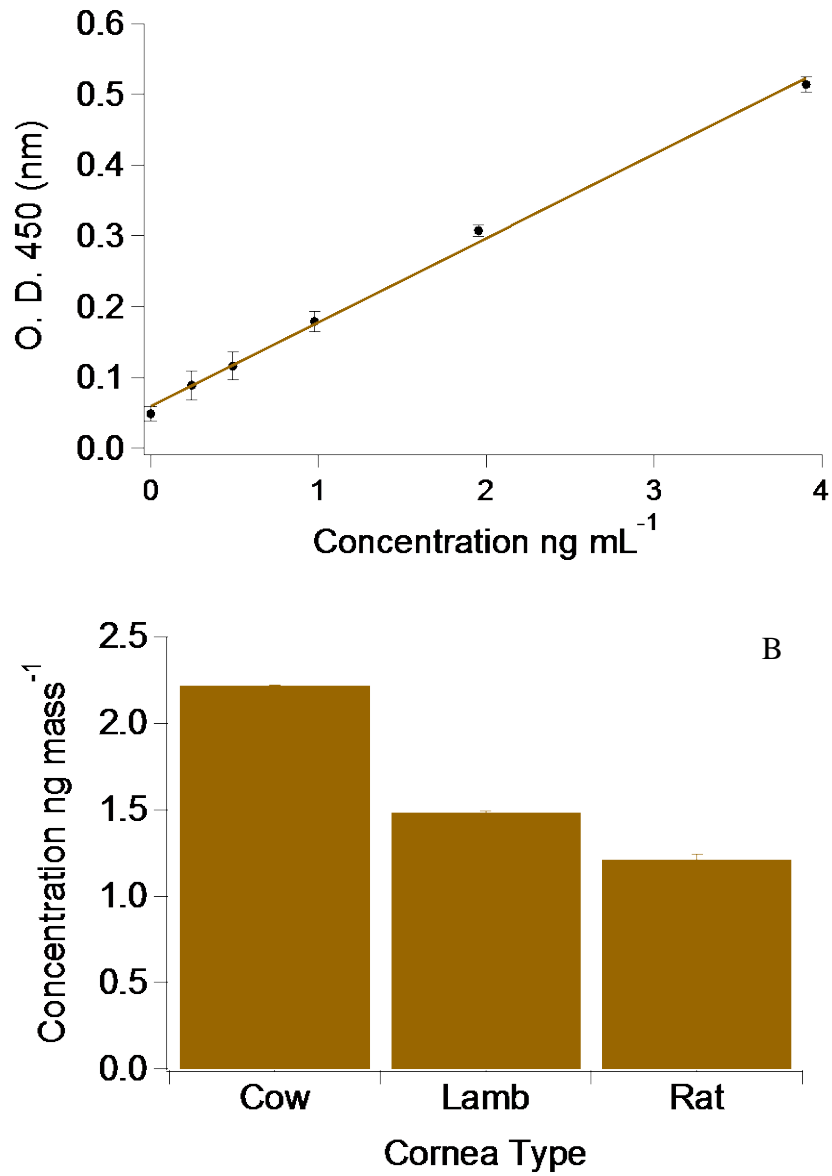 0.6
0.5
0.4
0.3
0.2
0.1
0.0
O. D. 450 (nm)
0 1 2 3 4
Concentration ng mL⁻¹
B
2.5
2.0
1.5
1.0
0.5
0.0
Concentration ng mass⁻¹
Cow Lamb Rat
Cornea Type